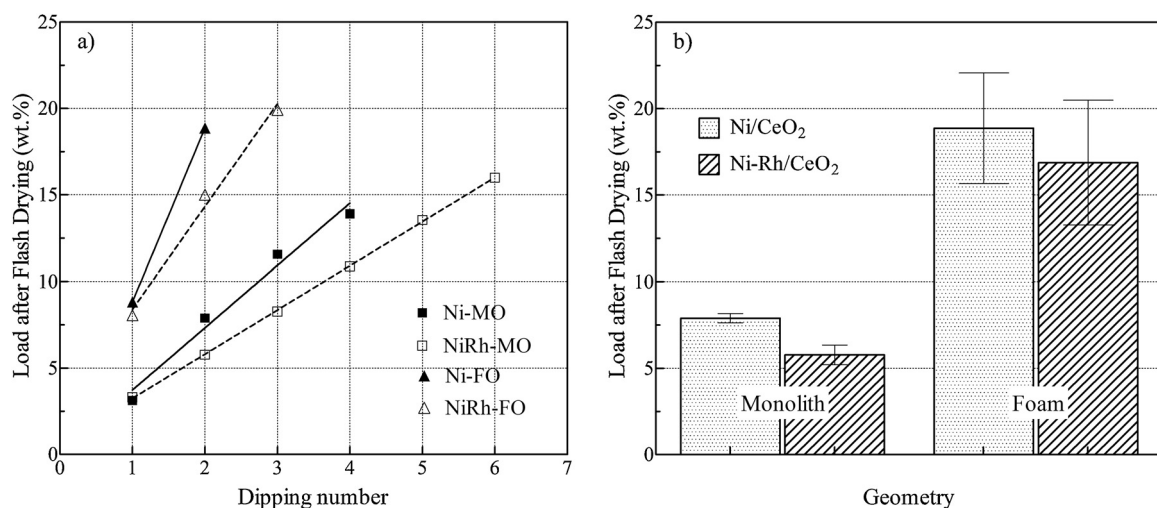 a)
25
20
15
10
5
0
Load after Flash Drying (wt.%)
Ni-MO
NiRh-MO
Ni-FO
NiRh-FO
0 1 2 3 4 5 6 7
Dipping number
b)
25
20
15
10
5
0
Load after Flash Drying (wt.%)
Ni/CeO₂
Ni-Rh/CeO₂
Monolith
Foam
Geometry